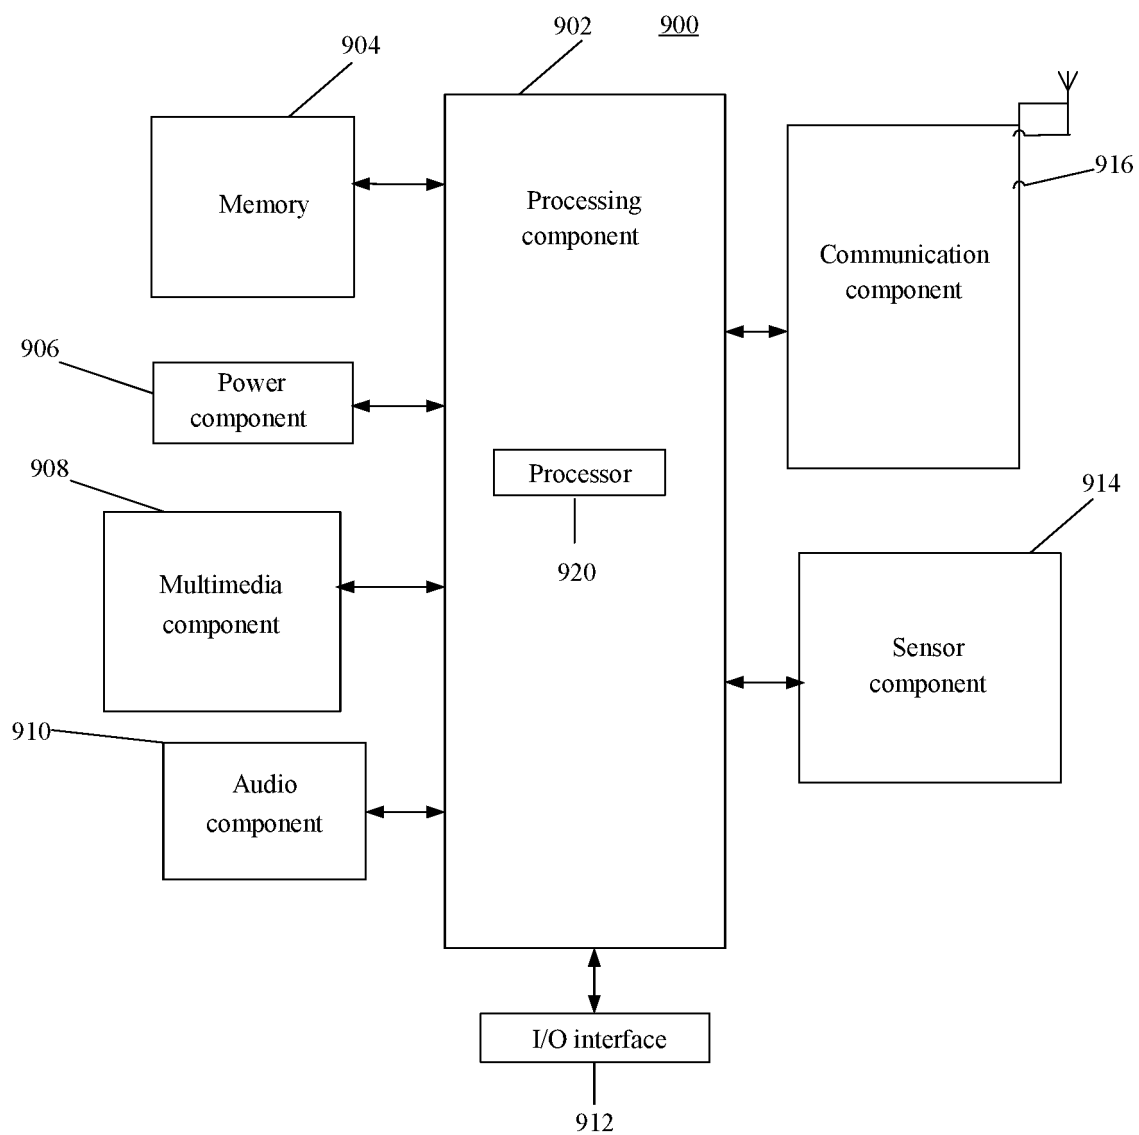 902
900
904
Memory
Processing
component
916
Communication
component
906
Power
component
908
Processor
914
920
Multimedia
component
Sensor
component
910
Audio
component
I/O interface
912